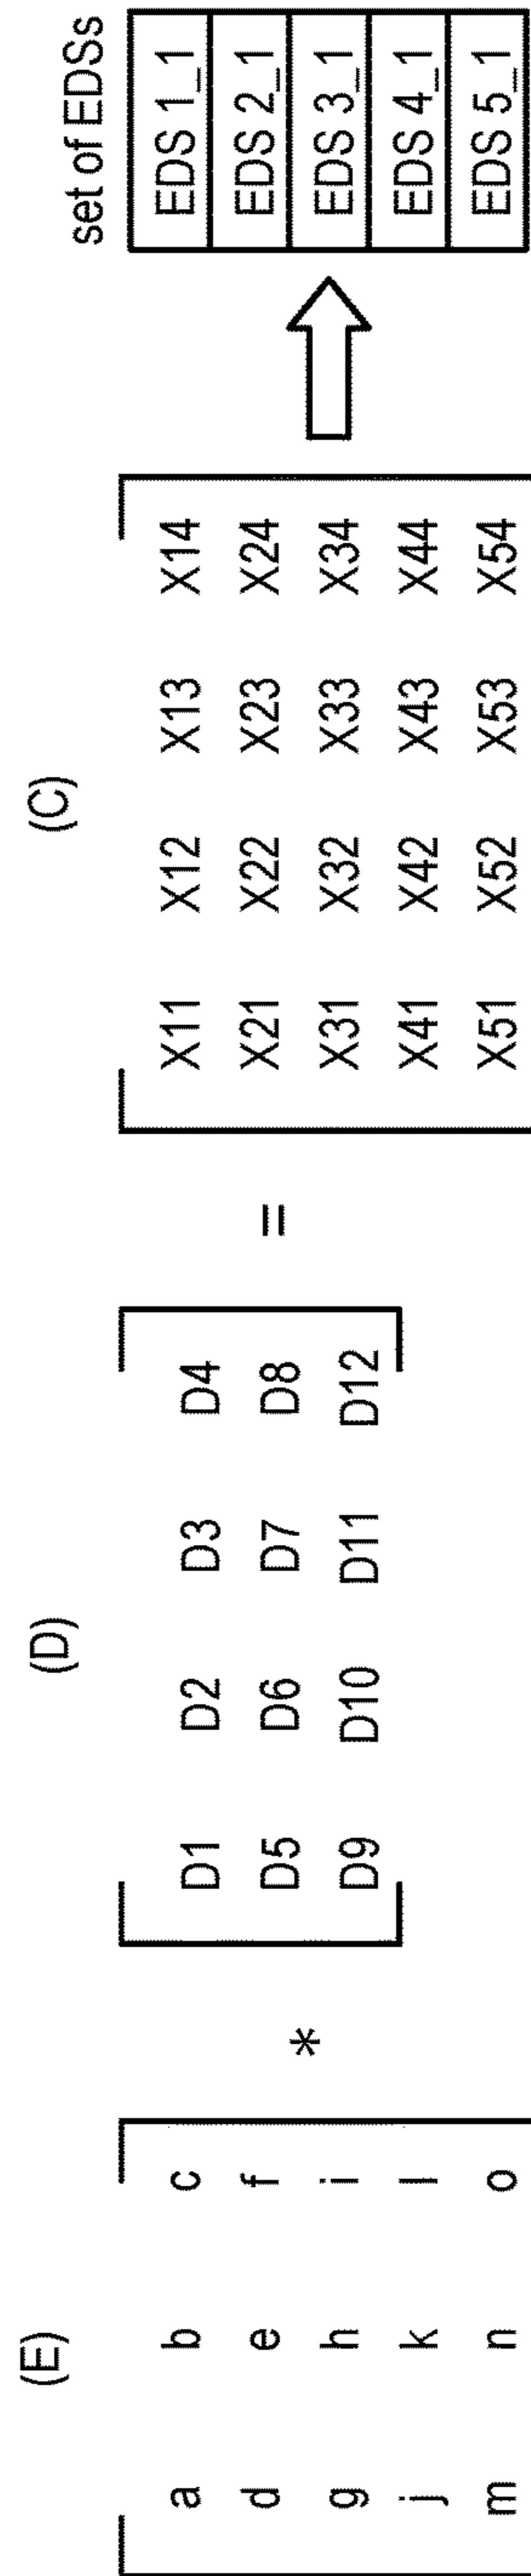 (E) (D) (C) set of EDSs
a b c D1 D2 D3 D4 X11 X12 X13 X14 EDS 1_1
d e f * D5 D6 D7 D8 = X21 X22 X23 X24 EDS 2_1
g h i D9 D10 D11 D12 X31 X32 X33 X34 EDS 3_1
j k l X41 X42 X43 X44 EDS 4_1
m n o X51 X52 X53 X54 EDS 5_1